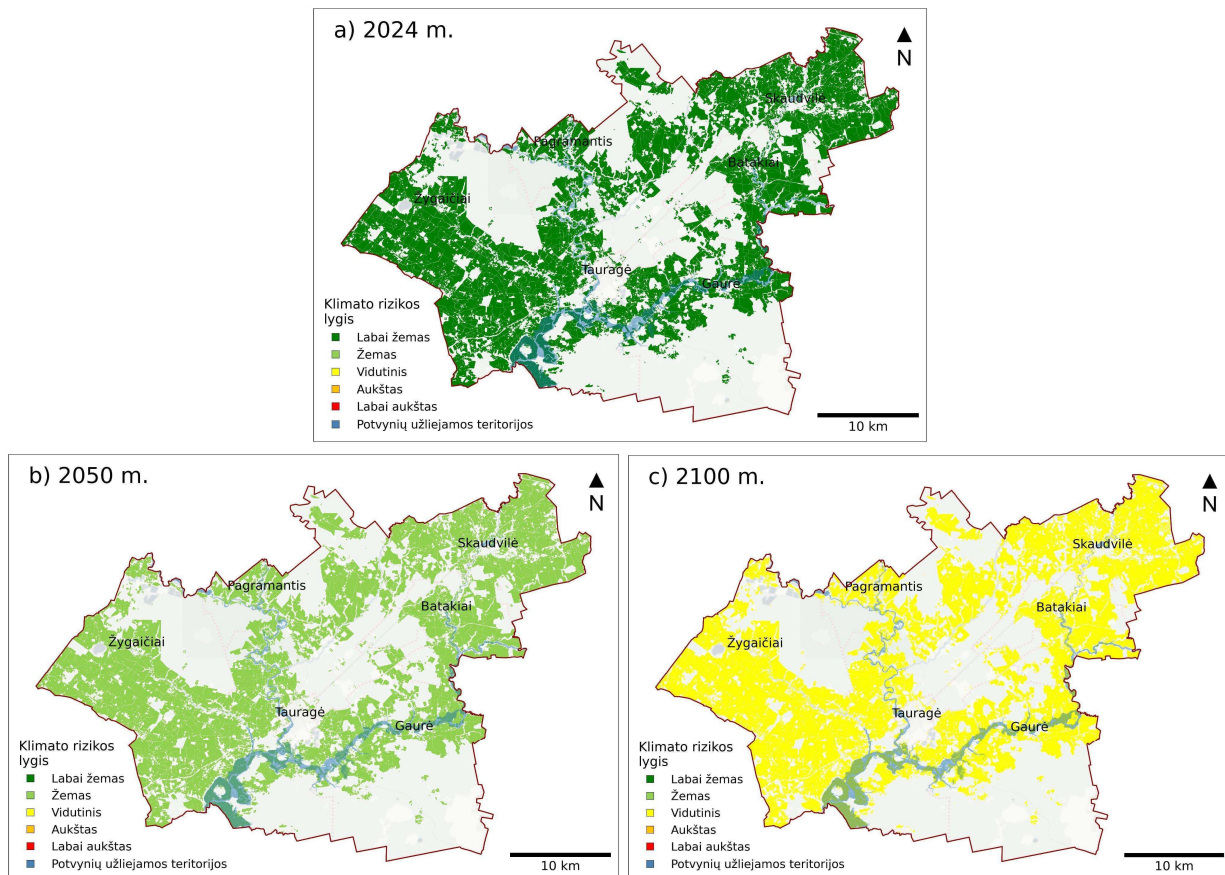 a) 2024 m.
N
Skaudvilė
Pagramantis
Batakiai
Žygaičiai
Tauragė
Gaurė
Klimato rizikos
lygis
Labai žemas
Žemas
Vidutinis
Aukštas
Labai aukštas
Potvynių užliejamos teritorijos
10 km
b) 2050 m.
N
Skaudvilė
Pagramantis
Batakiai
Žygaičiai
Tauragė
Gaurė
Klimato rizikos
lygis
Labai žemas
Žemas
Vidutinis
Aukštas
Labai aukštas
Potvynių užliejamos teritorijos
10 km
c) 2100 m.
N
Skaudvilė
Pagramantis
Batakiai
Žygaičiai
Tauragė
Gaurė
Klimato rizikos
lygis
Labai žemas
Žemas
Vidutinis
Aukštas
Labai aukštas
Potvynių užliejamos teritorijos
10 km